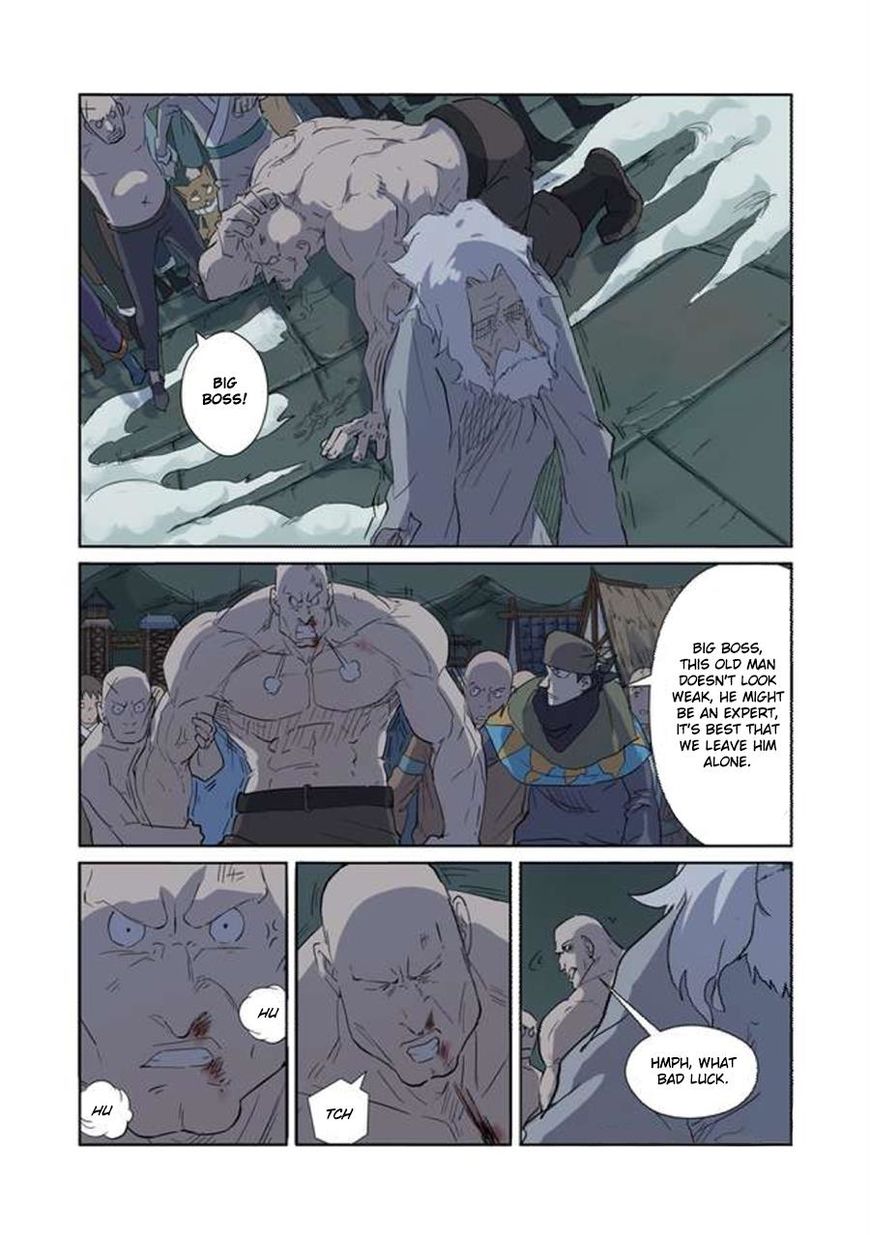 BIG
BOSS!
BIG BOSS,
THIS OLD MAN
DOESN'T LOOK
WEAK, HE MIGHT
BE AN EXPERT,
IT'S BEST THAT
WE LEAVE HIM
ALONE.
HU
HU
TCH
HMPH, WHAT
BAD LUCK.